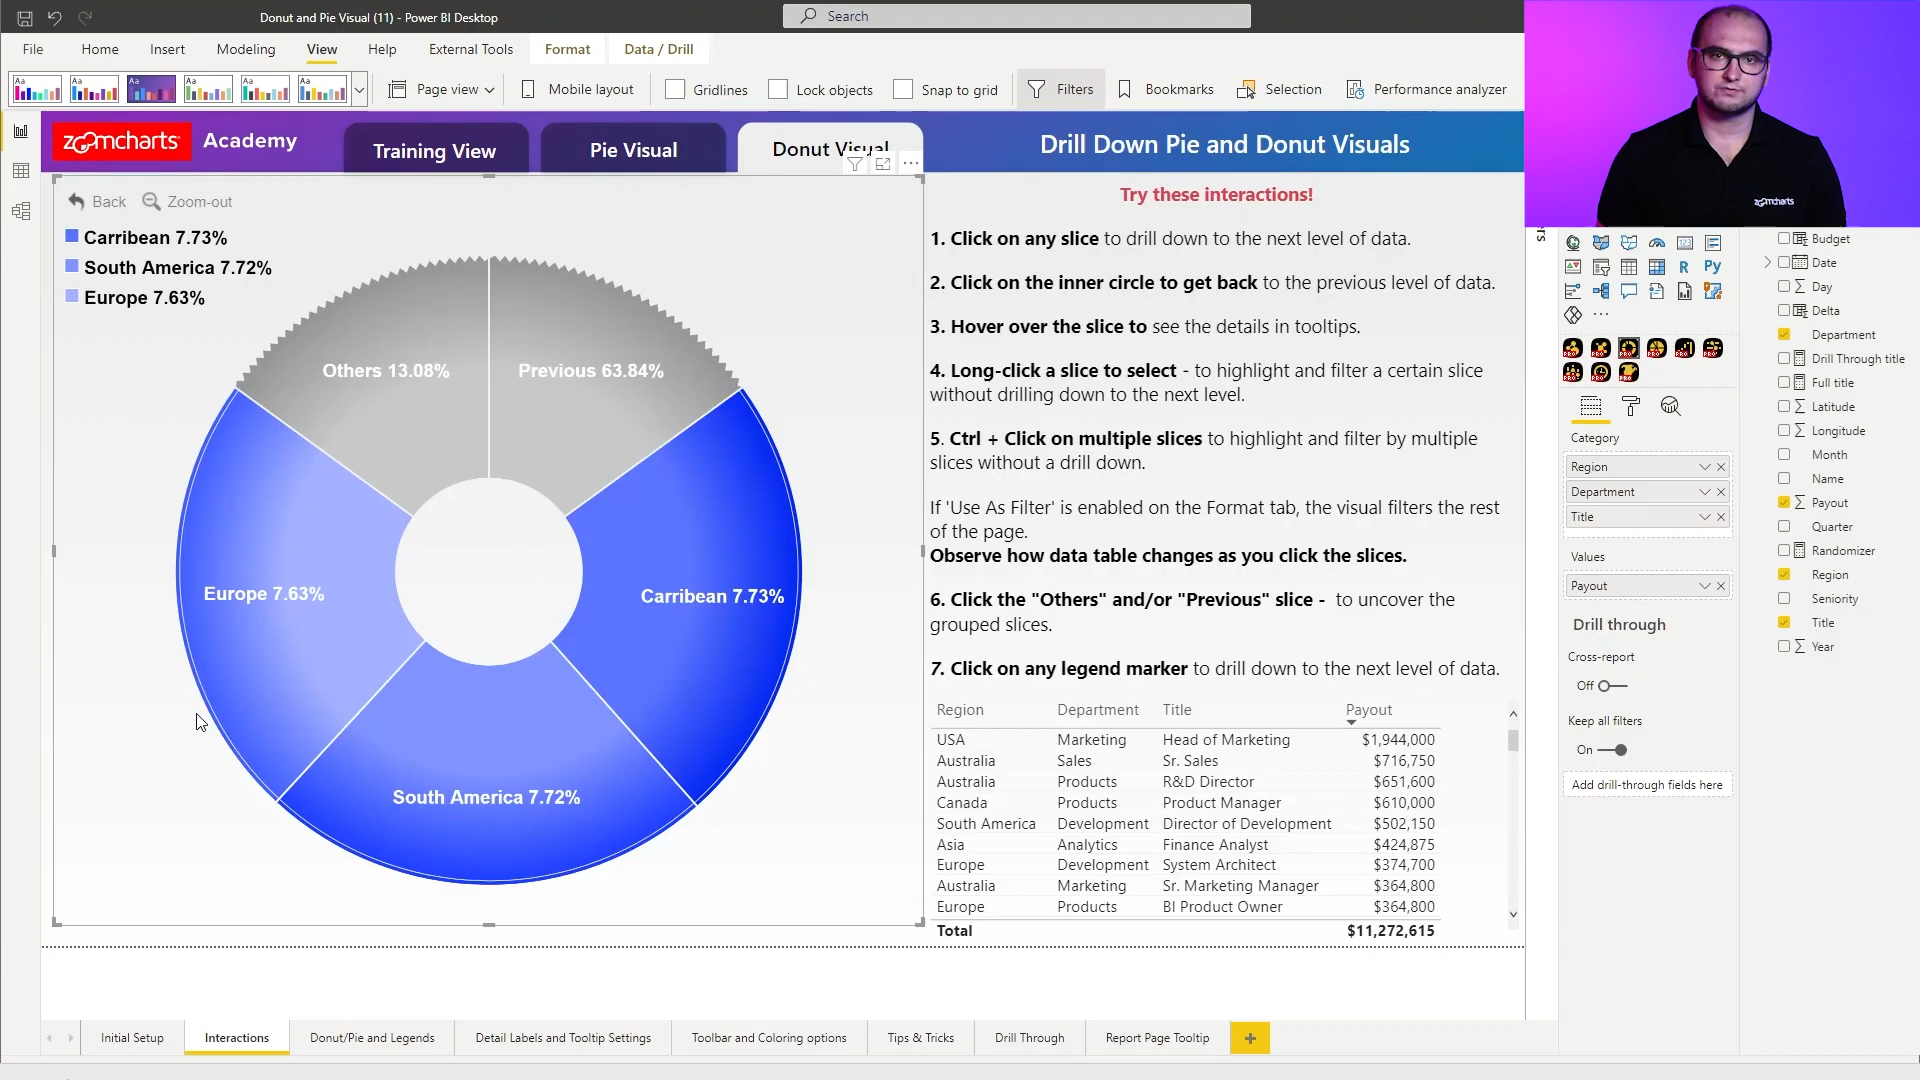 Donut and Pie Visual (11) - Power BI Desktop
Search
File Home Insert Modeling View Help External Tools Format Data / Drill
Aa Aa Aa Aa Aa Aa
Page view Mobile layout Gridlines Lock objects Snap to grid Filters Bookmarks Selection Performance analyzer
zoomcharts Academy
Training View Pie Visual Donut Visual
Drill Down Pie and Donut Visuals
zoomcharts
Back Zoom-out
Carribean 7.73%
South America 7.72%
Europe 7.63%
Others 13.08%
Previous 63.84%
Europe 7.63%
Carribean 7.73%
South America 7.72%
Try these interactions!
1. Click on any slice to drill down to the next level of data.
2. Click on the inner circle to get back to the previous level of data.
3. Hover over the slice to see the details in tooltips.
4. Long-click a slice to select - to highlight and filter a certain slice
without drilling down to the next level.
5. Ctrl + Click on multiple slices to highlight and filter by multiple
slices without a drill down.
If 'Use As Filter' is enabled on the Format tab, the visual filters the rest
of the page.
Observe how data table changes as you click the slices.
6. Click the "Others" and/or "Previous" slice - to uncover the
grouped slices.
7. Click on any legend marker to drill down to the next level of data.
Region Department Title Payout
USA Marketing Head of Marketing $1,944,000
Australia Sales Sr. Sales $716,750
Australia Products R&D Director $651,600
Canada Products Product Manager $610,000
South America Development Director of Development $502,150
Asia Analytics Finance Analyst $424,875
Europe Development System Architect $374,700
Australia Marketing Sr. Marketing Manager $364,800
Europe Products BI Product Owner $364,800
Total $11,272,615
R Py
PRO PRO PRO PRO PRO PRO
PRO PRO PRO
Category
Region
Department
Title
Values
Payout
Drill through
Cross-report
Off
Keep all filters
On
Add drill-through fields here
Budget
Date
Day
Delta
Department
Drill Through title
Full title
Latitude
Longitude
Month
Name
Payout
Quarter
Randomizer
Region
Seniority
Title
Year
Initial Setup Interactions Donut/Pie and Legends Detail Labels and Tooltip Settings Toolbar and Coloring options Tips & Tricks Drill Through Report Page Tooltip